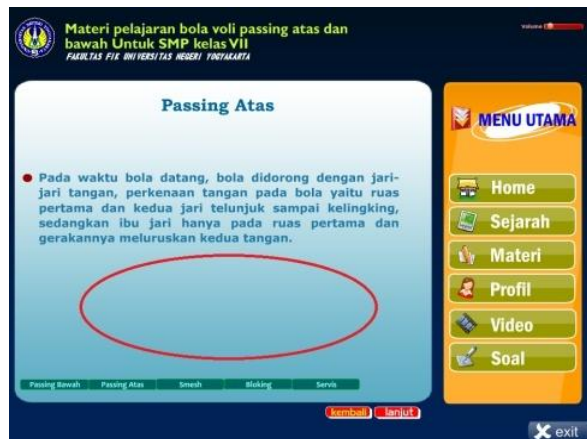 Materi pelajaran bola voli passing atas dan
bawah Untuk SMP kelas VII
FAKULTAS FIK UNIVERSITAS NEGERI YOGYAKARTA
Volume
Passing Atas
Pada waktu bola datang, bola didorong dengan jari-
jari tangan, perkenaan tangan pada bola yaitu ruas
pertama dan kedua jari telunjuk sampai kelingking,
sedangkan ibu jari hanya pada ruas pertama dan
gerakannya meluruskan kedua tangan.
Passing Bawah Passing Atas Smesh Bloking Servis
kembali lanjut
MENU UTAMA
Home
Sejarah
Materi
Profil
Video
Soal
exit